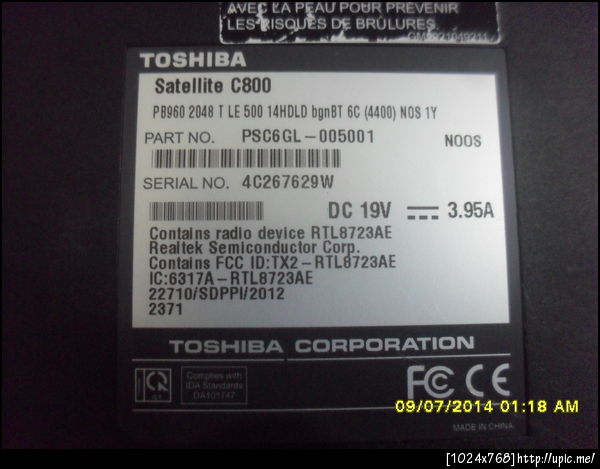 AVEC LA PEAU POUR PRÉVENIR
LES RISQUES DE BRÛLURES.
TOSHIBA
Satellite C800
PB960 2048 T LE 500 14HDLD bgnBT 6C (4400) NOS 1Y
PART NO. PSC6GL-005001 NOOS
SERIAL NO. 4C267629W
DC 19V 3.95A
Contains radio device RTL8723AE
Realtek Semiconductor Corp.
Contains FCC ID:TX2-RTL8723AE
IC:6317A-RTL8723AE
22710/SDPPI/2012
2371
TOSHIBA CORPORATION
Complies with
IDA Standards
DA101747
FC CE
09/07/2014 01:18 AM
MADE IN CHINA
[1024x768]http://upic.me/